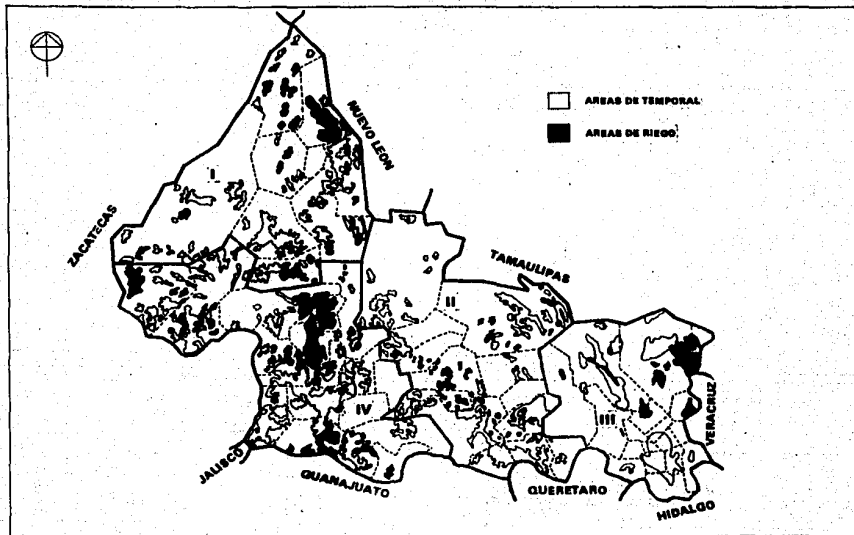 AREAS DE TEMPORAL
AREAS DE RIEGO
NUEVO LEON
I
ZACATECAS
TAMAULIPAS
II
IV
III
VERACRUZ
JALISCO
GUANAJUATO
QUERETARO
HIDALGO